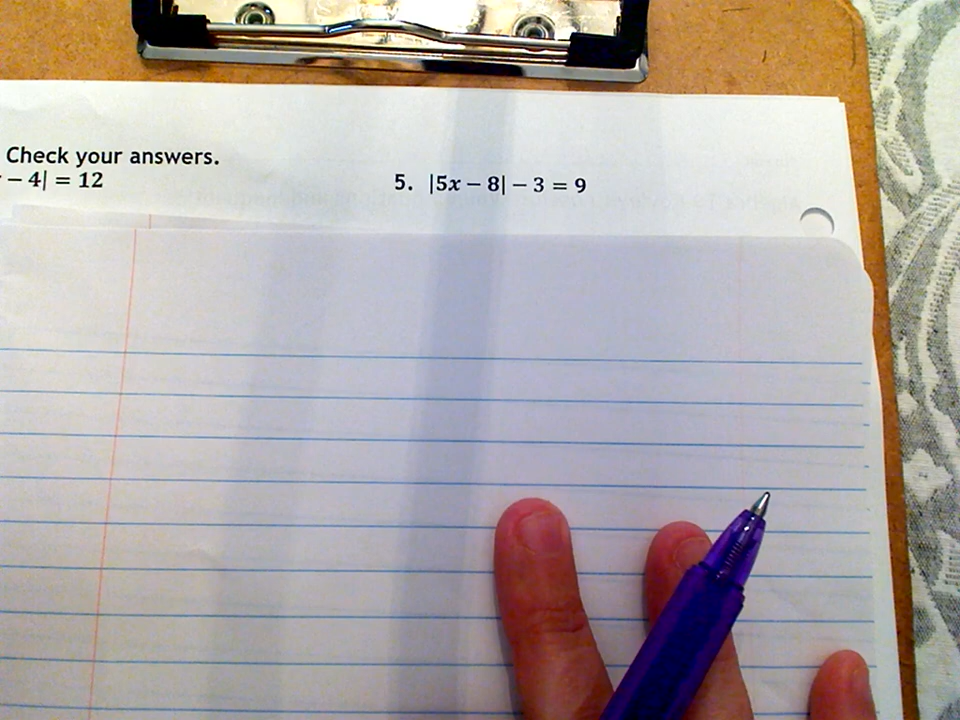 Check your answers.
− 4| = 12
5. |5x − 8| − 3 = 9